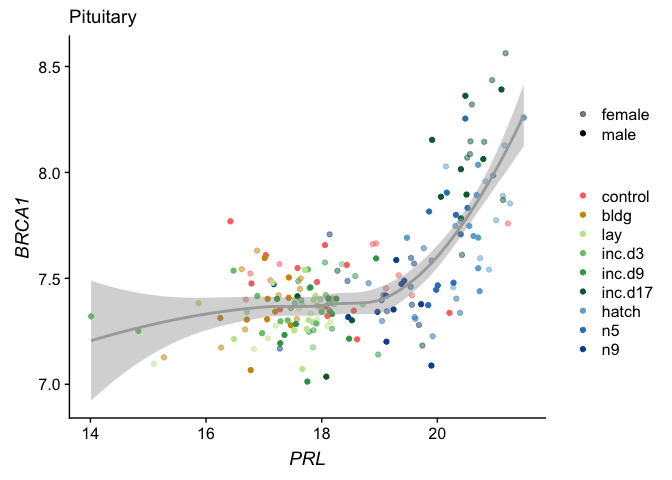 Pituitary
8.5
8.0
7.5
7.0
BRCA1
14
16
18
20
PRL
female
male
control
bldg
lay
inc.d3
inc.d9
inc.d17
hatch
n5
n9